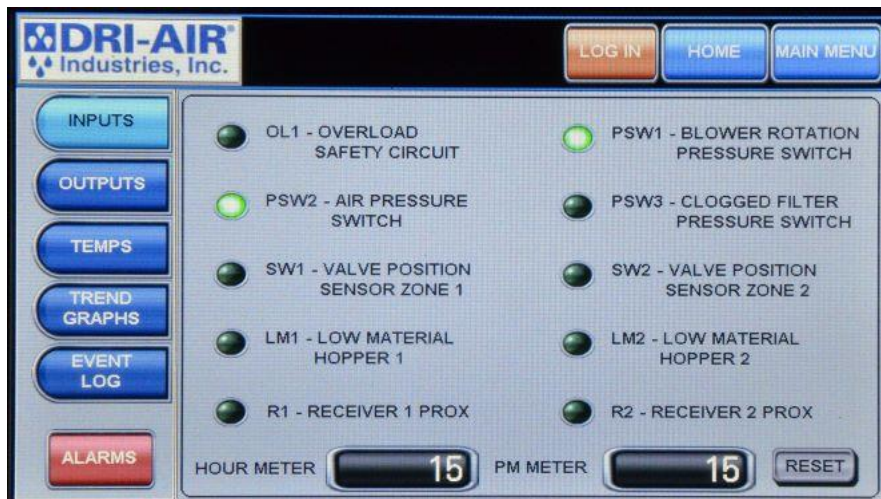 DRI-AIR®
Industries, Inc.
LOG IN
HOME
MAIN MENU
INPUTS
OUTPUTS
TEMPS
TREND
GRAPHS
EVENT
LOG
ALARMS
OL1 - OVERLOAD
SAFETY CIRCUIT
PSW1 - BLOWER ROTATION
PRESSURE SWITCH
PSW2 - AIR PRESSURE
SWITCH
PSW3 - CLOGGED FILTER
PRESSURE SWITCH
SW1 - VALVE POSITION
SENSOR ZONE 1
SW2 - VALVE POSITION
SENSOR ZONE 2
LM1 - LOW MATERIAL
HOPPER 1
LM2 - LOW MATERIAL
HOPPER 2
R1 - RECEIVER 1 PROX
R2 - RECEIVER 2 PROX
HOUR METER 15 PM METER 15 RESET